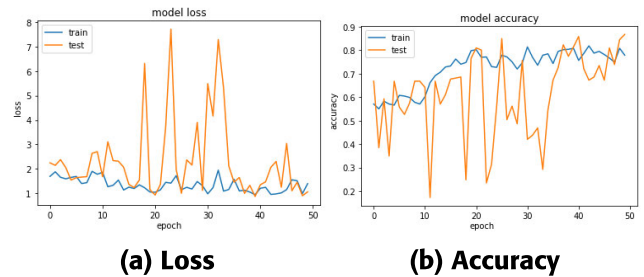 model loss
8
7
6
5
4
3
2
1
loss
train
test
0 10 20 30 40 50
epoch
(a) Loss
model accuracy
0.9
0.8
0.7
0.6
0.5
0.4
0.3
0.2
accuracy
train
test
0 10 20 30 40 50
epoch
(b) Accuracy